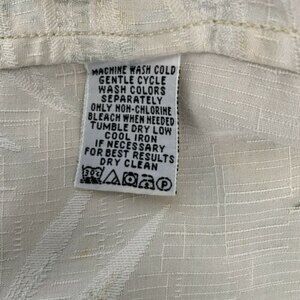 MACHINE WASH COLD
GENTLE CYCLE
WASH COLORS
SEPARATELY
ONLY NON-CHLORINE
BLEACH WHEN NEEDED
TUMBLE DRY LOW
COOL IRON
IF NECESSARY
FOR BEST RESULTS
DRY CLEAN
30C P